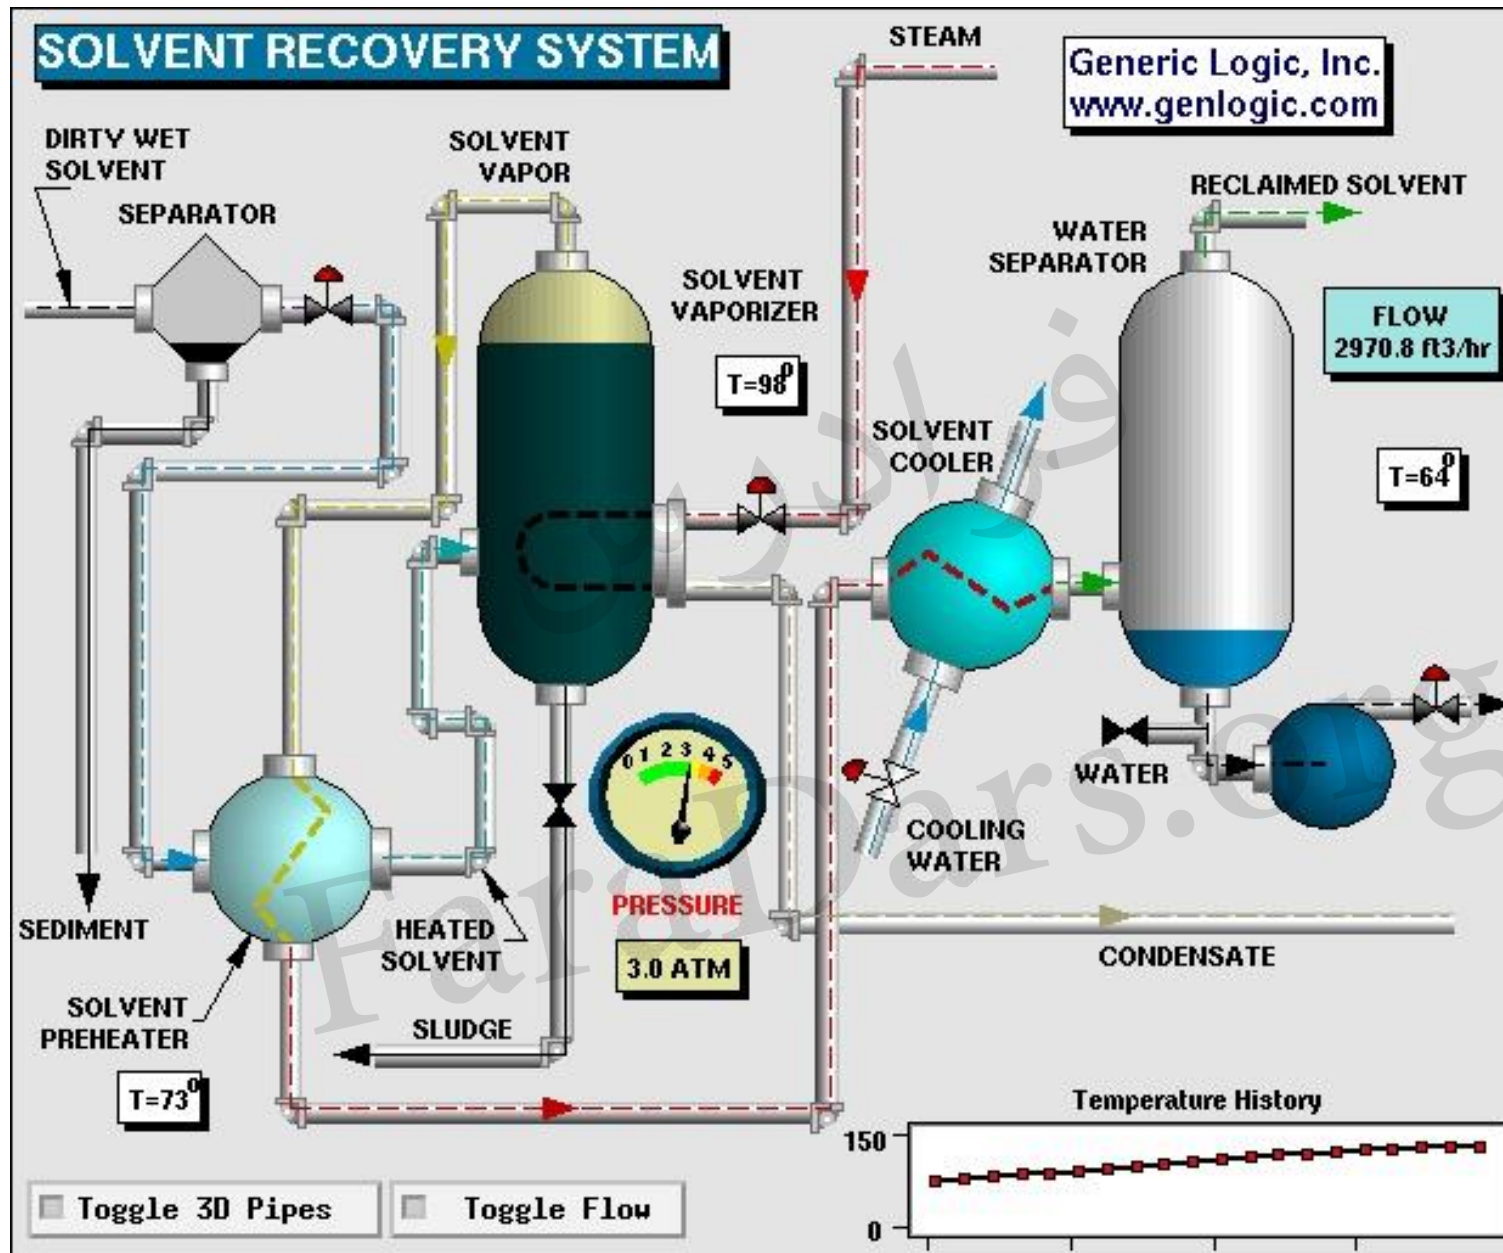 SOLVENT RECOVERY SYSTEM
STEAM
Generic Logic, Inc.
www.genlogic.com
DIRTY WET
SOLVENT
SOLVENT
VAPOR
SEPARATOR
RECLAIMED SOLVENT
WATER
SEPARATOR
SOLVENT
VAPORIZER
FLOW
2970.8 ft3/hr
T=98°
SOLVENT
COOLER
T=64°
فرادرس
0 1 2 3 4 5
WATER
COOLING
WATER
PRESSURE
3.0 ATM
SEDIMENT
HEATED
SOLVENT
CONDENSATE
FaraDars.org
SOLVENT
PREHEATER
SLUDGE
T=73°
Temperature History
150
0
Toggle 3D Pipes
Toggle Flow